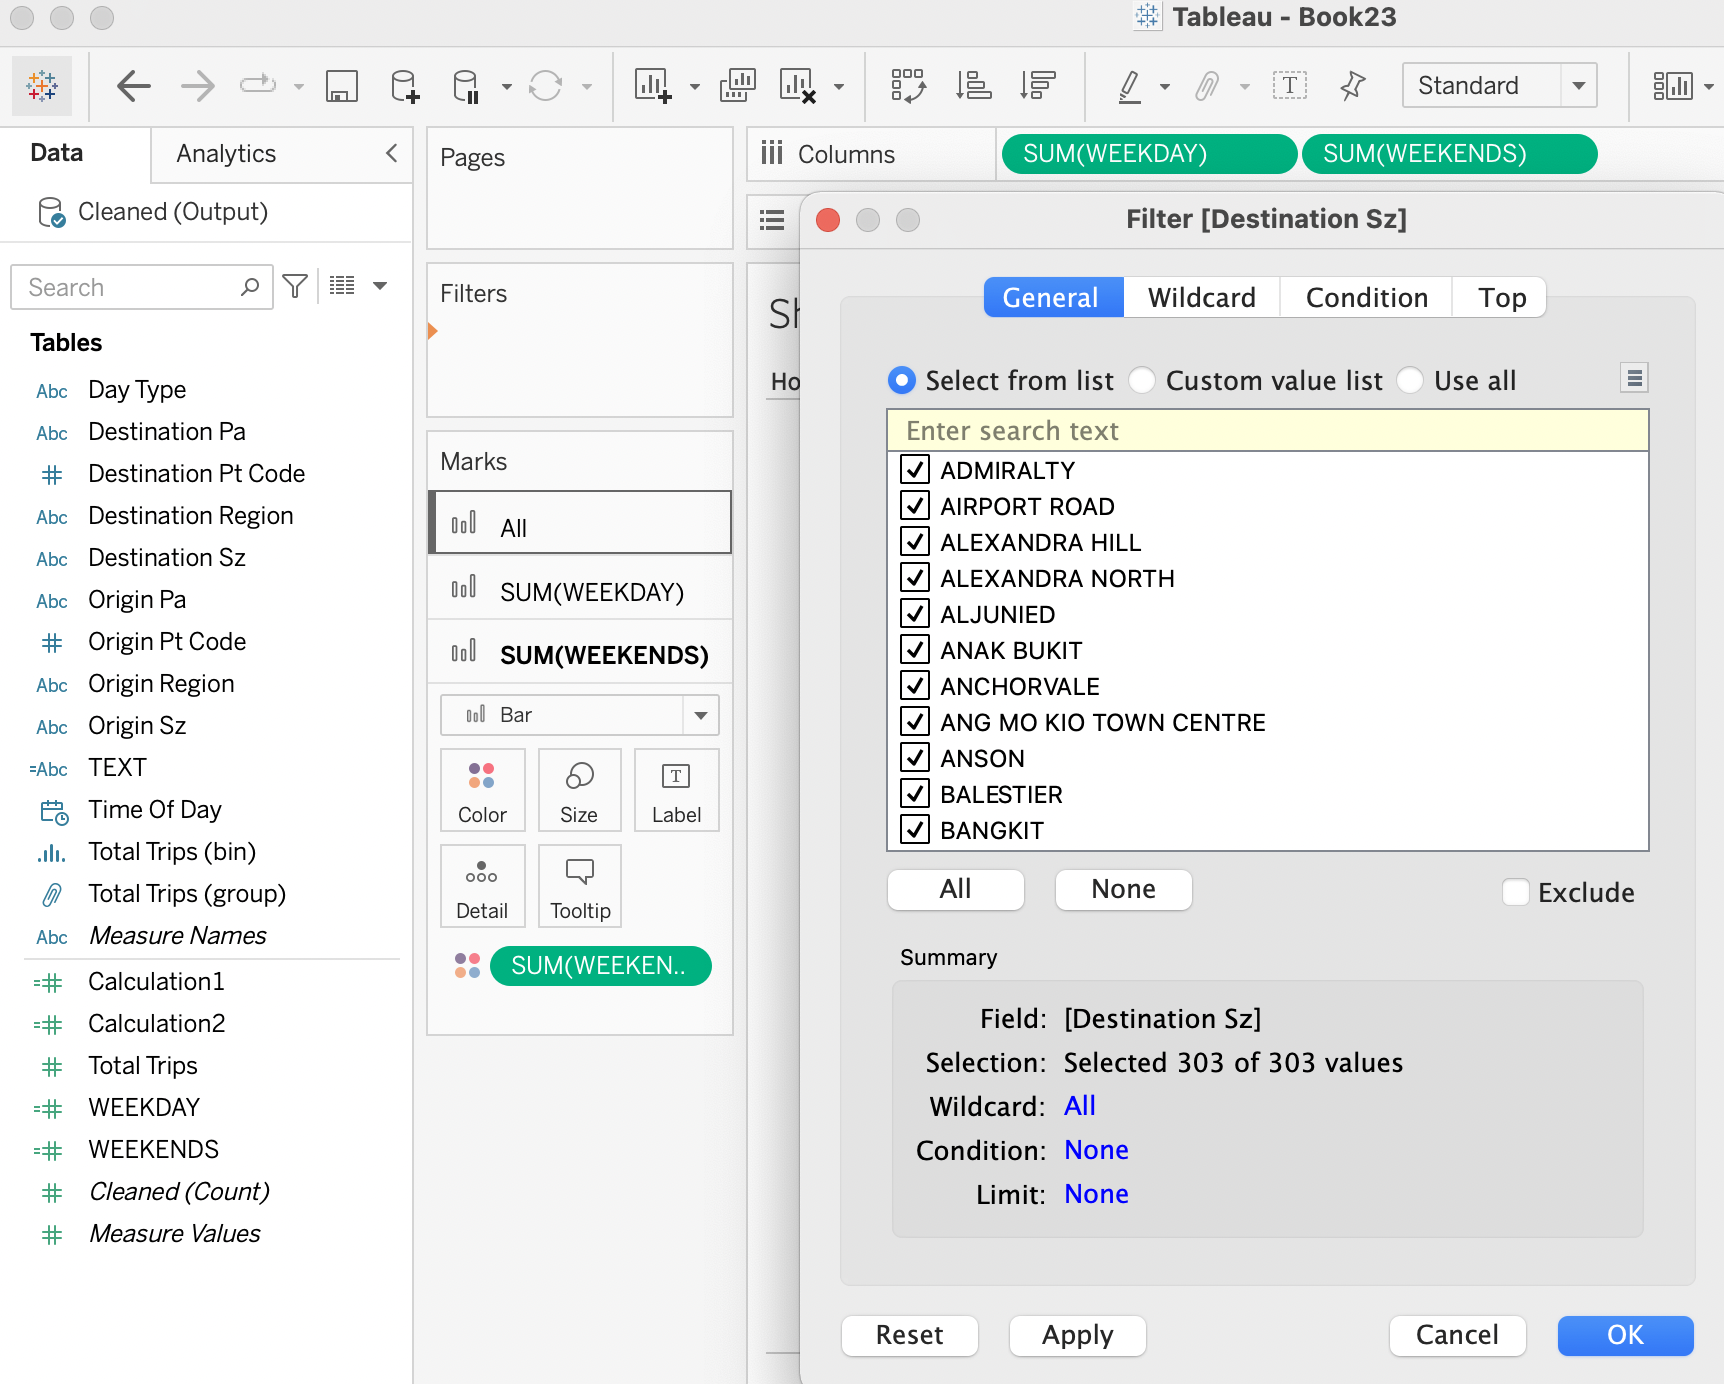 Tableau - Book23
Standard
Data
Analytics
Cleaned (Output)
Search
Tables
Abc Day Type
Abc Destination Pa
Destination Pt Code
Abc Destination Region
Abc Destination Sz
Abc Origin Pa
Origin Pt Code
Abc Origin Region
Abc Origin Sz
=Abc TEXT
Time Of Day
Total Trips (bin)
Total Trips (group)
Abc Measure Names
=# Calculation1
=# Calculation2
# Total Trips
=# WEEKDAY
=# WEEKENDS
# Cleaned (Count)
# Measure Values
Pages
Filters
Marks
All
SUM(WEEKDAY)
SUM(WEEKENDS)
Bar
Color
Size
T
Label
Detail
Tooltip
SUM(WEEKEN..
Columns
SUM(WEEKDAY)
SUM(WEEKENDS)
Sh
Ho
Filter [Destination Sz]
General
Wildcard
Condition
Top
Select from list
Custom value list
Use all
Enter search text
ADMIRALTY
AIRPORT ROAD
ALEXANDRA HILL
ALEXANDRA NORTH
ALJUNIED
ANAK BUKIT
ANCHORVALE
ANG MO KIO TOWN CENTRE
ANSON
BALESTIER
BANGKIT
All
None
Exclude
Summary
Field: [Destination Sz]
Selection: Selected 303 of 303 values
Wildcard: All
Condition: None
Limit: None
Reset
Apply
Cancel
OK